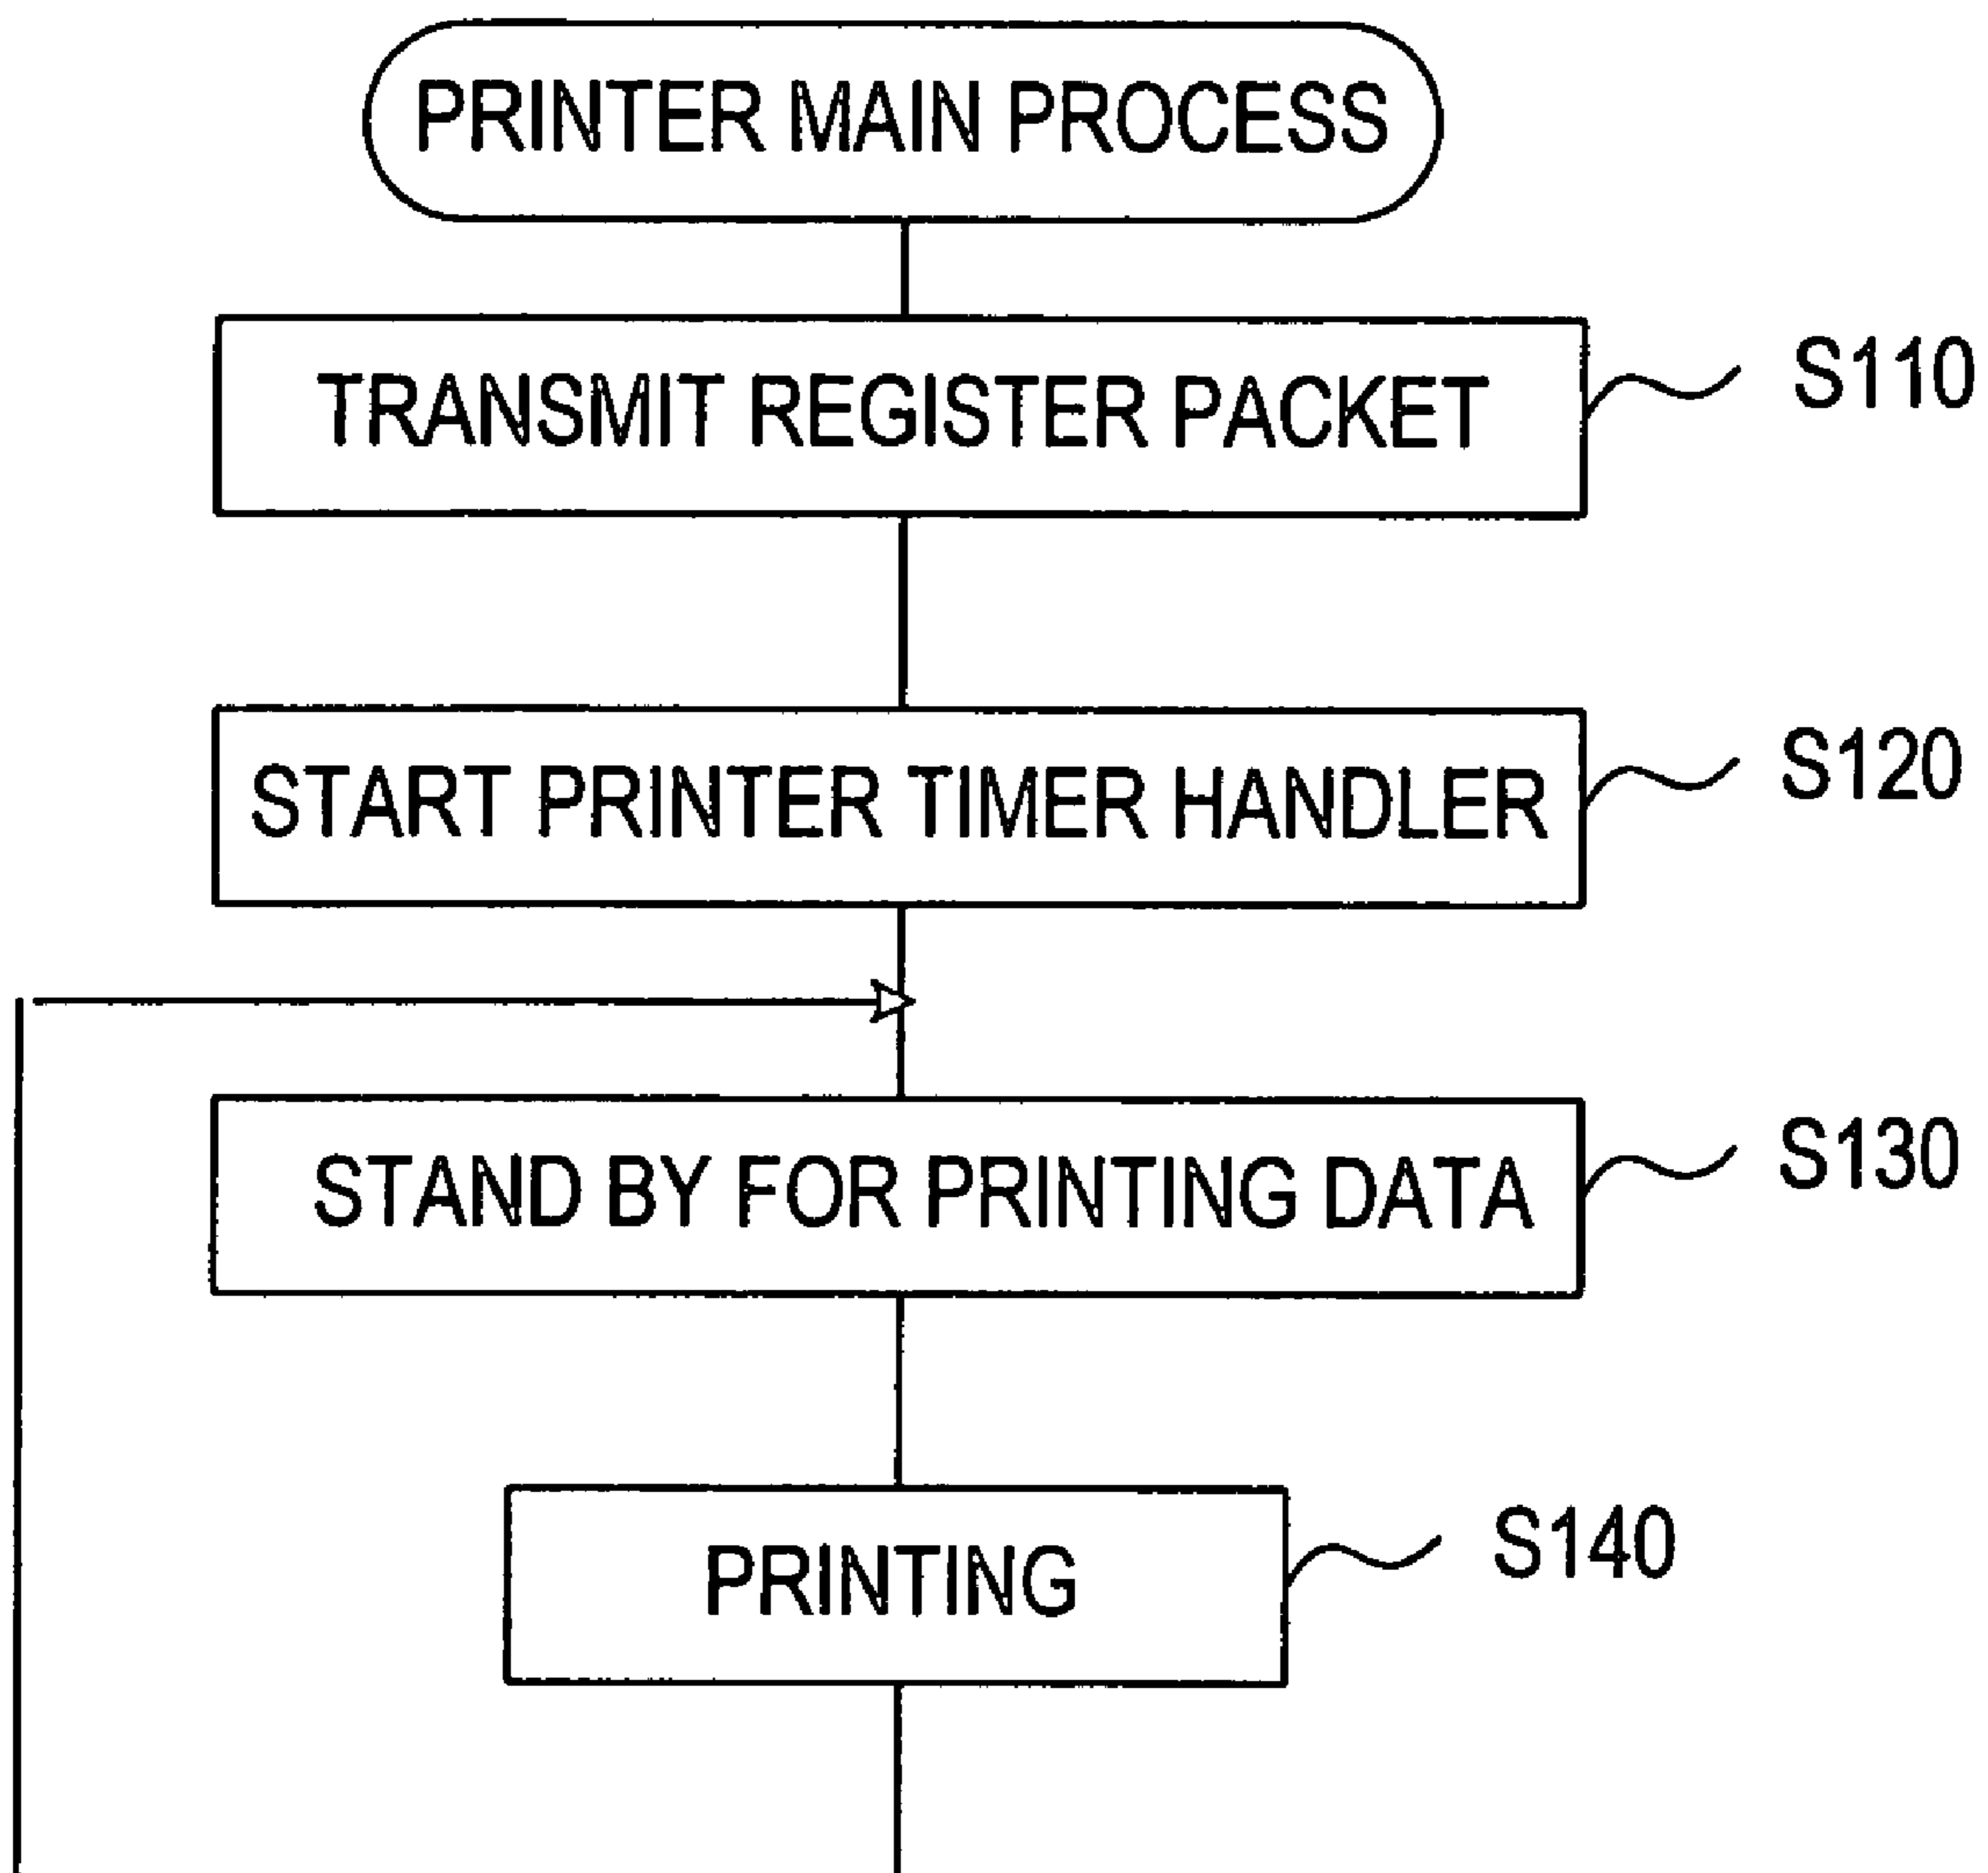 PRINTER MAIN PROCESS
TRANSMIT REGISTER PACKET
S110
START PRINTER TIMER HANDLER
S120
STAND BY FOR PRINTING DATA
S130
PRINTING
S140